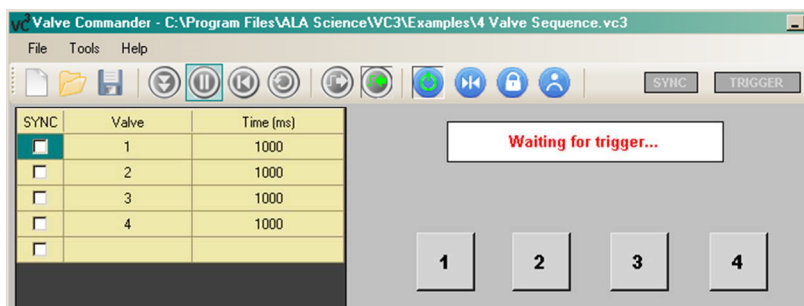 VC3 Valve Commander - C:\Program Files\ALA Science\VC3\Examples\4 Valve Sequence.vc3
File Tools Help
SYNC TRIGGER
SYNC Valve Time (ms)
1 1000
2 1000
3 1000
4 1000
Waiting for trigger...
1 2 3 4